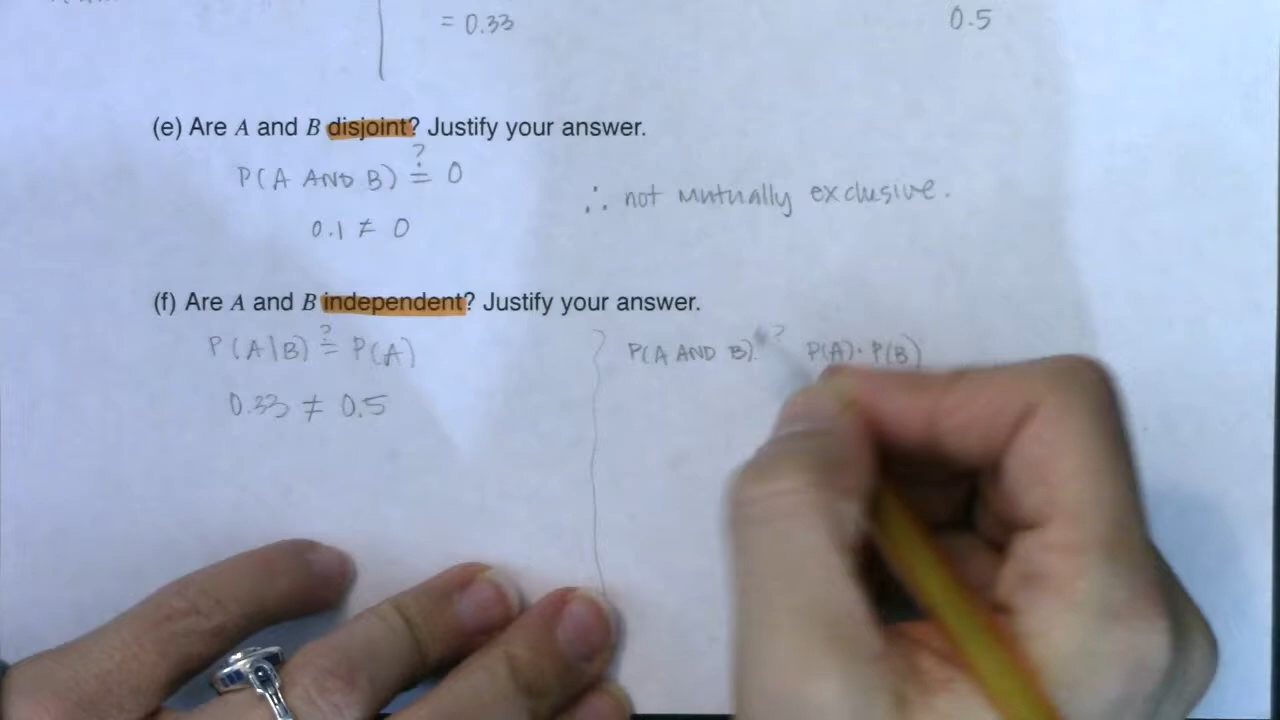 = 0.33
0.5
(e) Are A and B disjoint? Justify your answer.
P(A AND B) ?= 0
∴ not mutually exclusive.
0.1 ≠ 0
(f) Are A and B independent? Justify your answer.
P(A|B) ?= P(A)
P(A AND B) ? P(A)·P(B)
0.33 ≠ 0.5